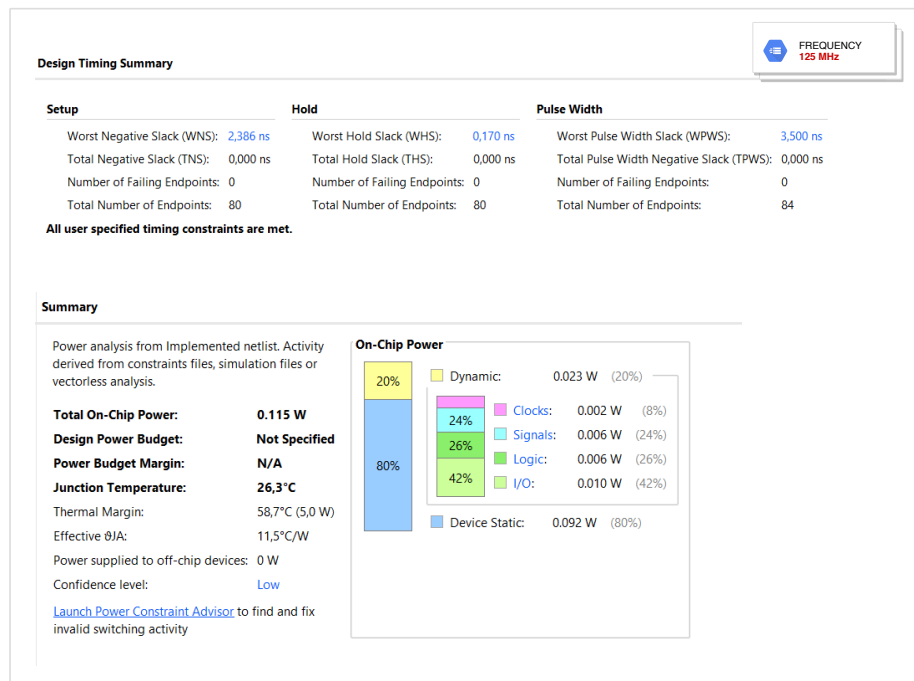 FREQUENCY
125 MHz
Design Timing Summary
Setup Hold Pulse Width
Worst Negative Slack (WNS): 2,386 ns Worst Hold Slack (WHS): 0,170 ns Worst Pulse Width Slack (WPWS): 3,500 ns
Total Negative Slack (TNS): 0,000 ns Total Hold Slack (THS): 0,000 ns Total Pulse Width Negative Slack (TPWS): 0,000 ns
Number of Failing Endpoints: 0 Number of Failing Endpoints: 0 Number of Failing Endpoints: 0
Total Number of Endpoints: 80 Total Number of Endpoints: 80 Total Number of Endpoints: 84
All user specified timing constraints are met.
Summary
Power analysis from Implemented netlist. Activity
derived from constraints files, simulation files or
vectorless analysis.
Total On-Chip Power: 0.115 W
Design Power Budget: Not Specified
Power Budget Margin: N/A
Junction Temperature: 26,3°C
Thermal Margin: 58,7°C (5,0 W)
Effective ϑJA: 11,5°C/W
Power supplied to off-chip devices: 0 W
Confidence level: Low
Launch Power Constraint Advisor to find and fix
invalid switching activity
On-Chip Power
20% Dynamic: 0.023 W (20%)
Clocks: 0.002 W (8%)
24% Signals: 0.006 W (24%)
26% Logic: 0.006 W (26%)
42% I/O: 0.010 W (42%)
80%
Device Static: 0.092 W (80%)